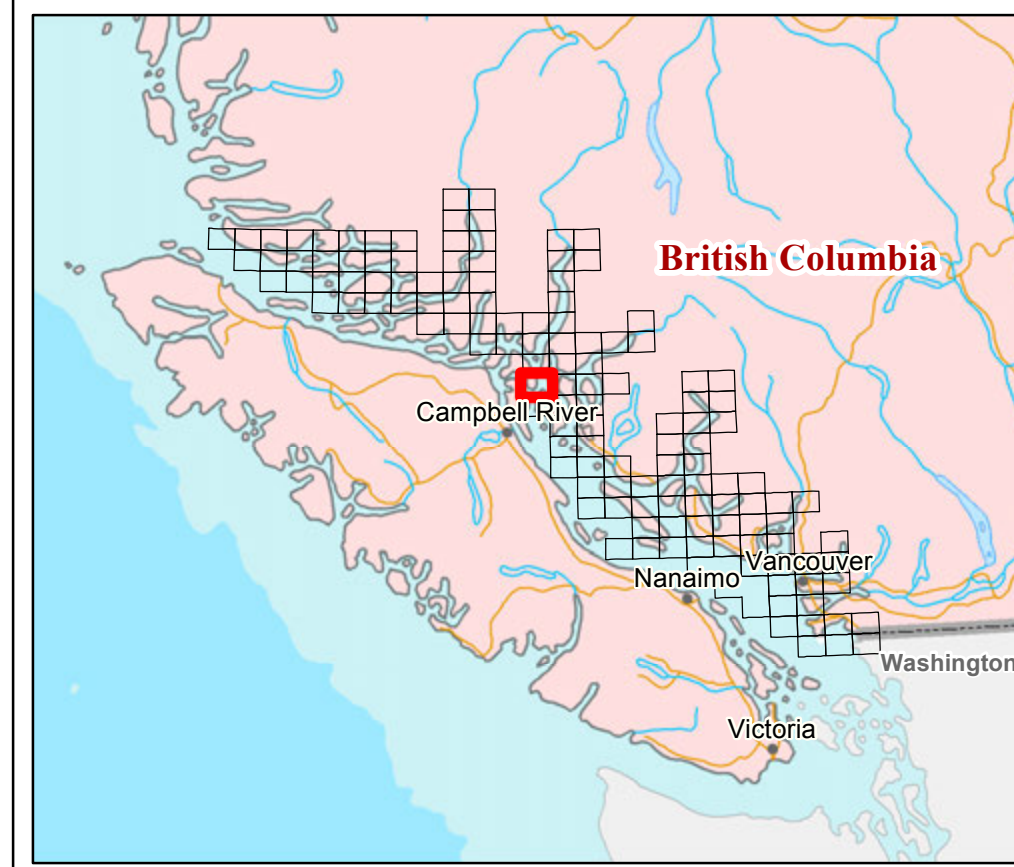 British Columbia
Campbell River
Vancouver
Nanaimo
Washington
Victoria